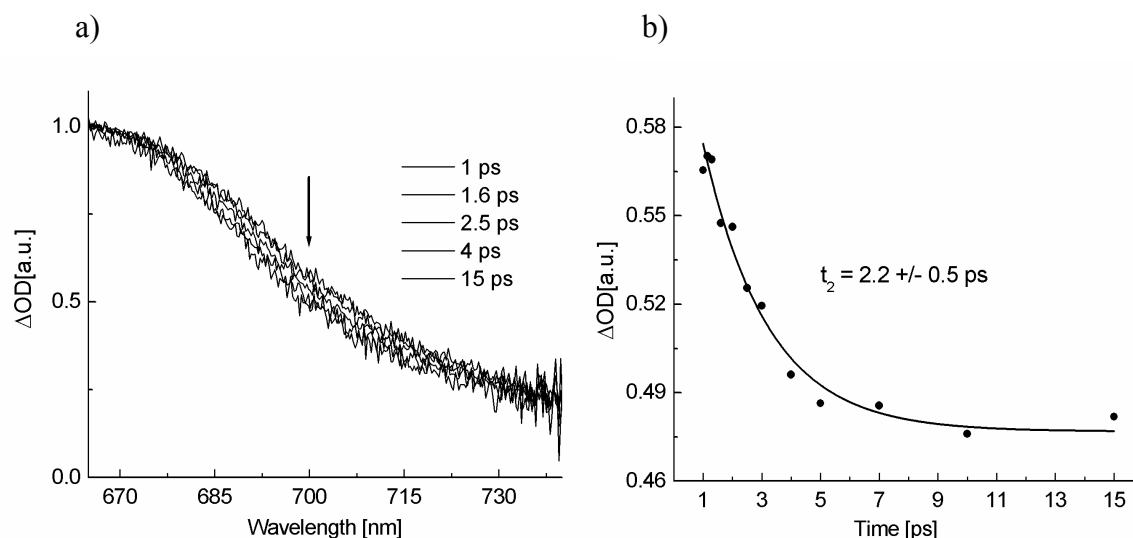 a)
ΔOD[a.u.]
1.0
0.5
0.0
1 ps
1.6 ps
2.5 ps
4 ps
15 ps
670 685 700 715 730
Wavelength [nm]
b)
ΔOD[a.u.]
0.58
0.55
0.52
0.49
0.46
t₂ = 2.2 +/- 0.5 ps
1 3 5 7 9 11 13 15
Time [ps]